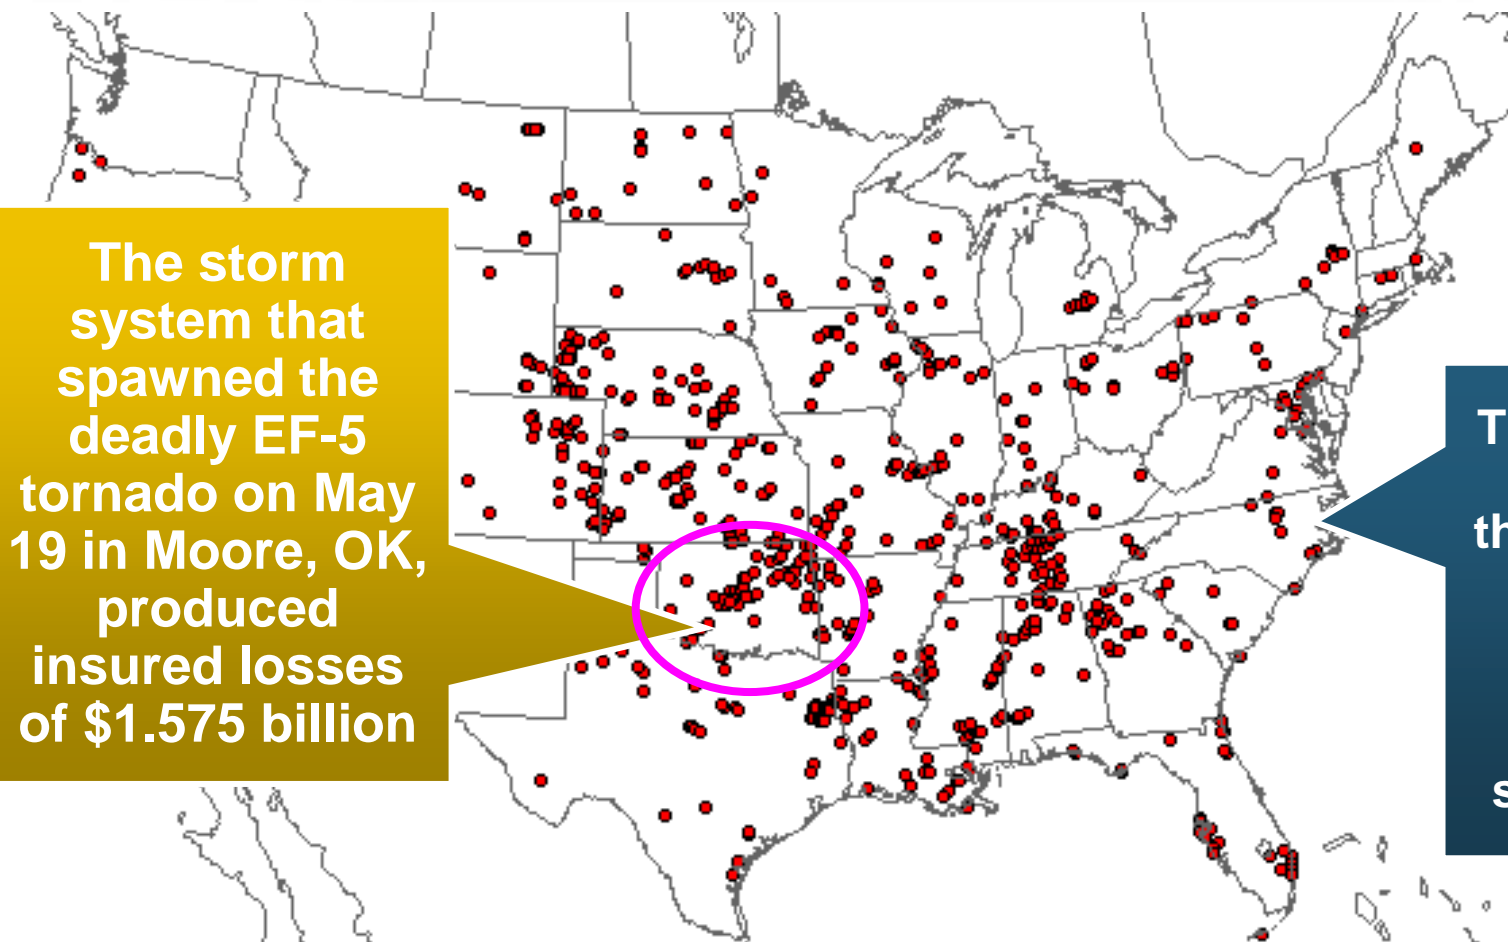 The storm
system that
spawned the
deadly EF-5
tornado on May
19 in Moore, OK,
produced
insured losses
of $1.575 billion